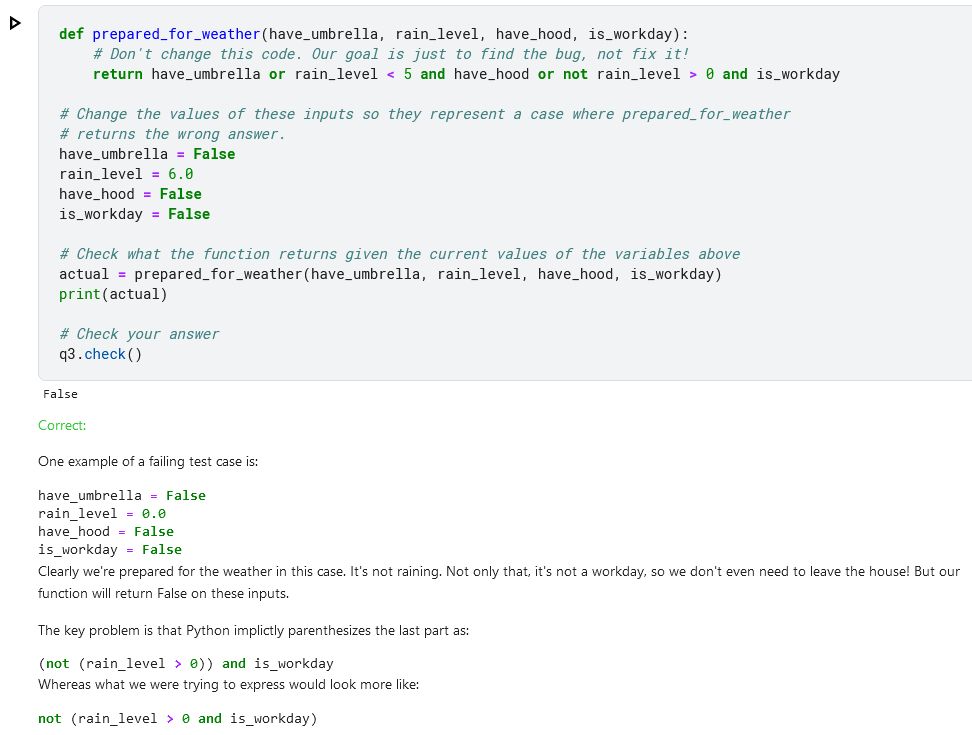 def prepared_for_weather(have_umbrella, rain_level, have_hood, is_workday):
    # Don't change this code. Our goal is just to find the bug, not fix it!
    return have_umbrella or rain_level < 5 and have_hood or not rain_level > 0 and is_workday
# Change the values of these inputs so they represent a case where prepared_for_weather
# returns the wrong answer.
have_umbrella = False
rain_level = 6.0
have_hood = False
is_workday = False
# Check what the function returns given the current values of the variables above
actual = prepared_for_weather(have_umbrella, rain_level, have_hood, is_workday)
print(actual)
# Check your answer
q3.check()
False
Correct:
One example of a failing test case is:
have_umbrella = False
rain_level = 0.0
have_hood = False
is_workday = False
Clearly we're prepared for the weather in this case. It's not raining. Not only that, it's not a workday, so we don't even need to leave the house! But our
function will return False on these inputs.
The key problem is that Python implictly parenthesizes the last part as:
(not (rain_level > 0)) and is_workday
Whereas what we were trying to express would look more like:
not (rain_level > 0 and is_workday)